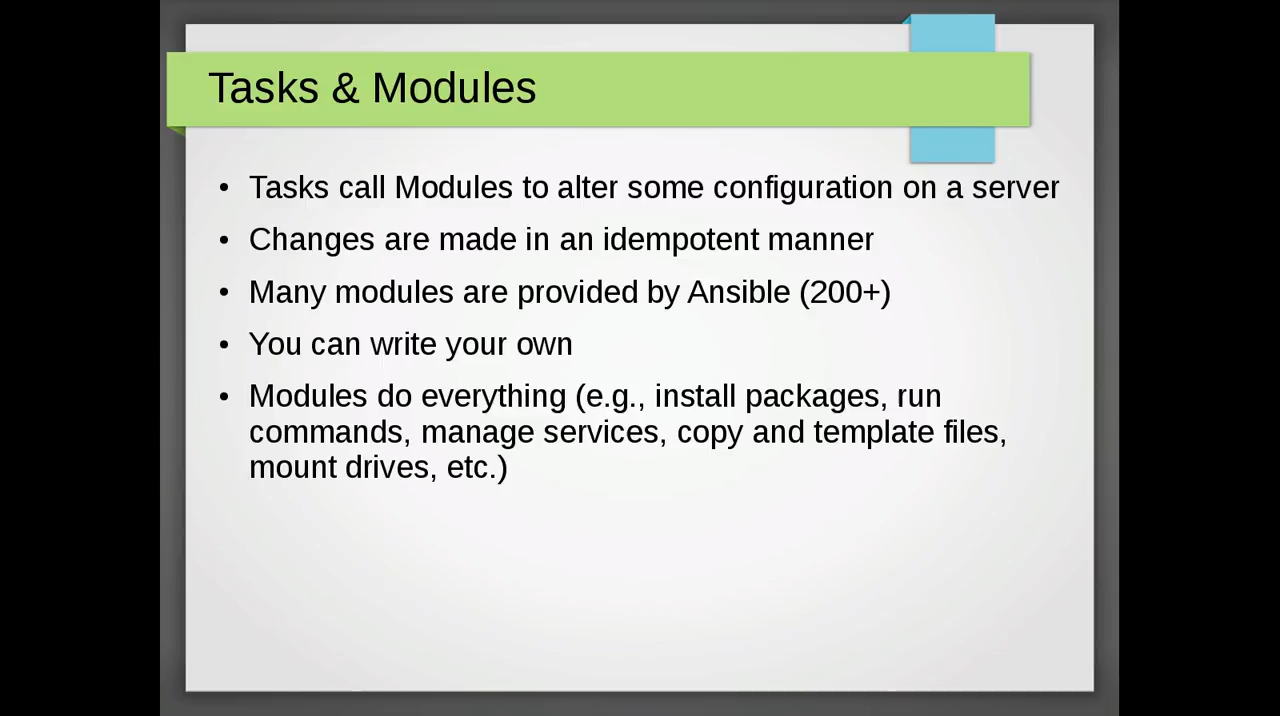 Tasks & Modules
• Tasks call Modules to alter some configuration on a server
• Changes are made in an idempotent manner
• Many modules are provided by Ansible (200+)
• You can write your own
• Modules do everything (e.g., install packages, run
commands, manage services, copy and template files,
mount drives, etc.)